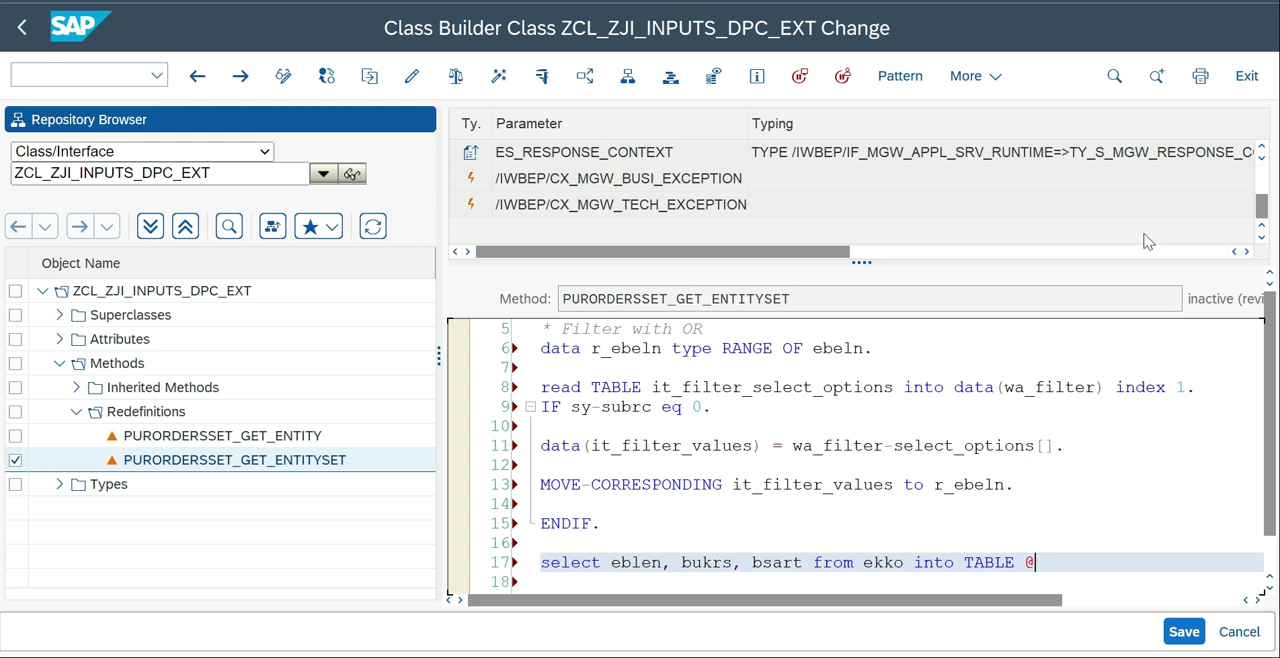 SAP
Class Builder Class ZCL_ZJI_INPUTS_DPC_EXT Change
Pattern
More
Exit
Repository Browser
Class/Interface
ZCL_ZJI_INPUTS_DPC_EXT
Object Name
ZCL_ZJI_INPUTS_DPC_EXT
Superclasses
Attributes
Methods
Inherited Methods
Redefinitions
PURORDERSSET_GET_ENTITY
PURORDERSSET_GET_ENTITYSET
Types
Ty. Parameter Typing
ES_RESPONSE_CONTEXT TYPE /IWBEP/IF_MGW_APPL_SRV_RUNTIME=>TY_S_MGW_RESPONSE_C
/IWBEP/CX_MGW_BUSI_EXCEPTION
/IWBEP/CX_MGW_TECH_EXCEPTION
Method: PURORDERSSET_GET_ENTITYSET inactive (revi
5 * Filter with OR
6 data r_ebeln type RANGE OF ebeln.
7
8 read TABLE it_filter_select_options into data(wa_filter) index 1.
9 IF sy-subrc eq 0.
10
11 data(it_filter_values) = wa_filter-select_options[].
12
13 MOVE-CORRESPONDING it_filter_values to r_ebeln.
14
15 ENDIF.
16
17 select eblen, bukrs, bsart from ekko into TABLE @
18
Save Cancel